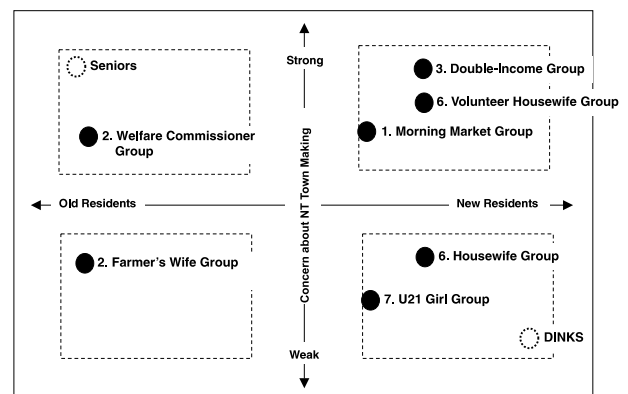 Strong
Seniors
3. Double-Income Group
6. Volunteer Housewife Group
1. Morning Market Group
2. Welfare Commissioner
Group
Concern about NT Town Making
Old Residents
New Residents
2. Farmer's Wife Group
6. Housewife Group
7. U21 Girl Group
DINKS
Weak